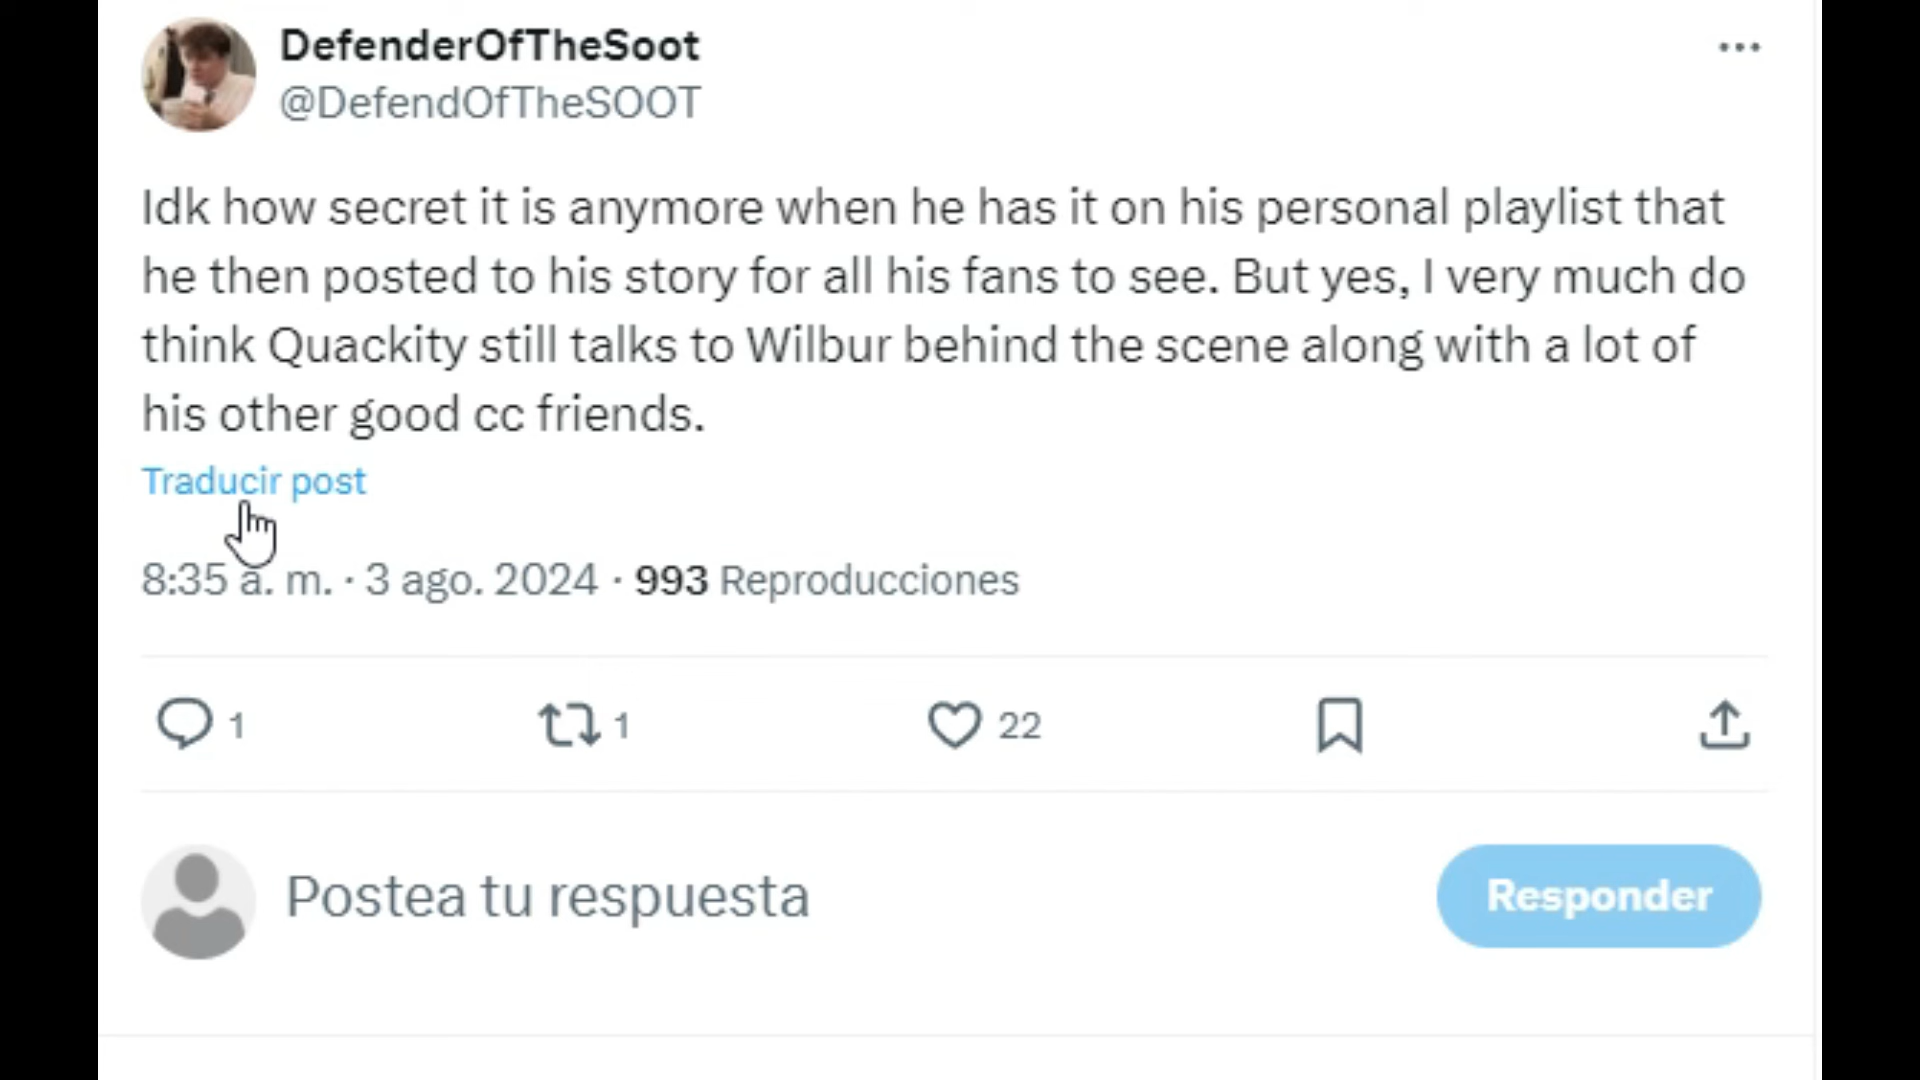 DefenderOfTheSoot
@DefendOfTheSOOT
Idk how secret it is anymore when he has it on his personal playlist that
he then posted to his story for all his fans to see. But yes, I very much do
think Quackity still talks to Wilbur behind the scene along with a lot of
his other good cc friends.
Traducir post
8:35 a. m. · 3 ago. 2024 · 993 Reproducciones
1 1 22
Postea tu respuesta Responder